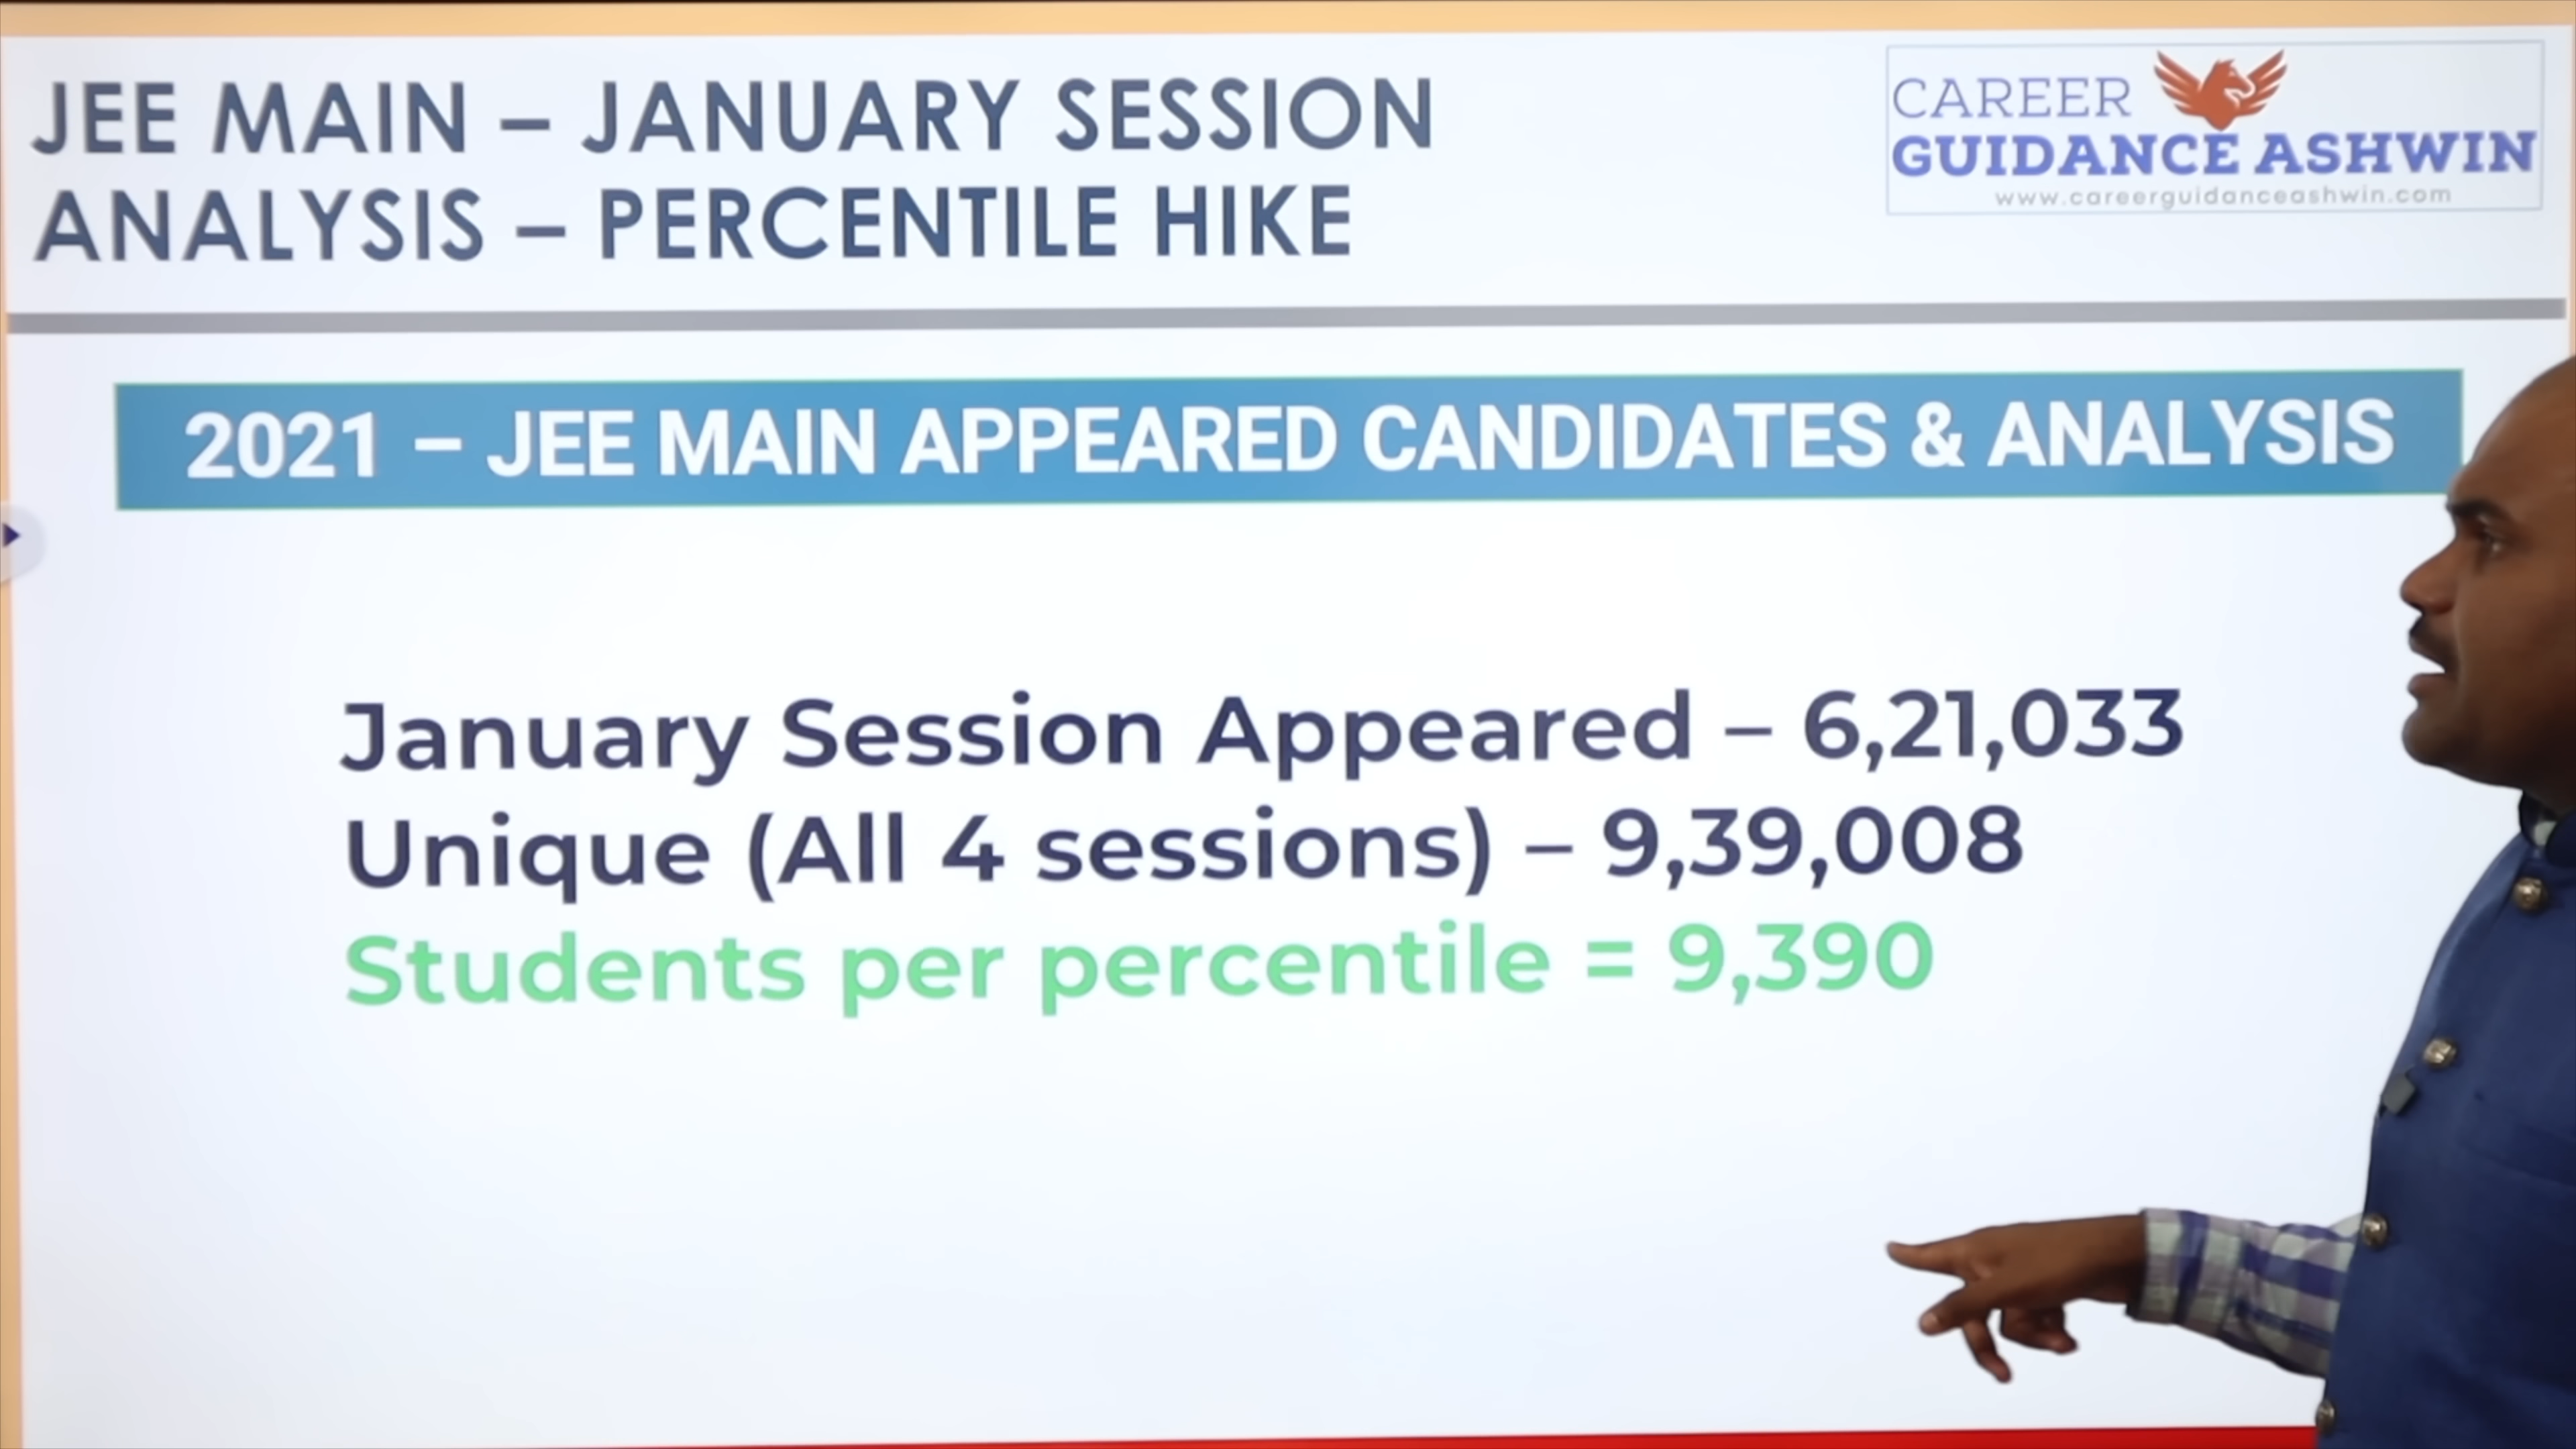 JEE MAIN – JANUARY SESSION
ANALYSIS – PERCENTILE HIKE
CAREER
GUIDANCE ASHWIN
www.careerguidanceashwin.com
2021 – JEE MAIN APPEARED CANDIDATES & ANALYSIS
January Session Appeared – 6,21,033
Unique (All 4 sessions) – 9,39,008
Students per percentile = 9,390